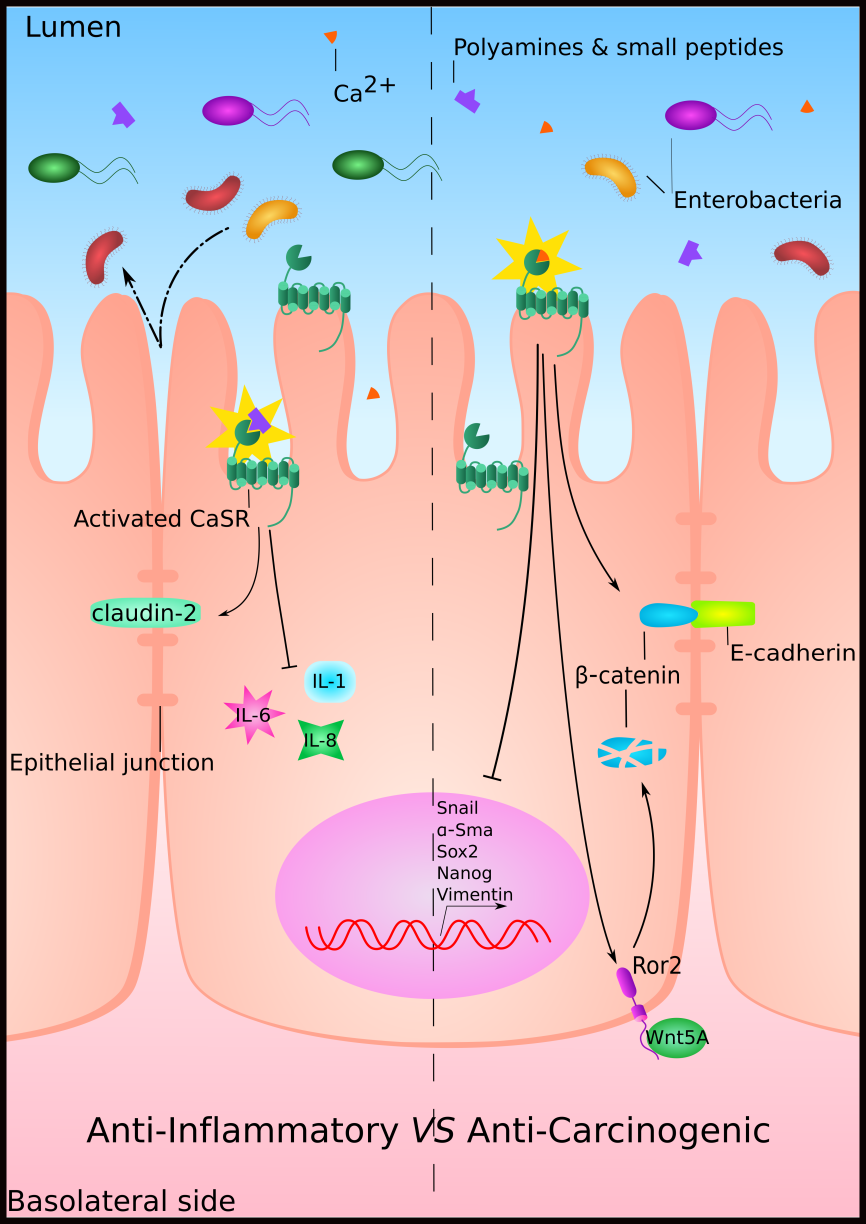 Lumen
Polyamines & small peptides
Ca2+
Enterobacteria
Activated CaSR
claudin-2
E-cadherin
β-catenin
IL-1
IL-6
IL-8
Epithelial junction
Snail
α-Sma
Sox2
Nanog
Vimentin
Ror2
Wnt5A
Anti-Inflammatory VS Anti-Carcinogenic
Basolateral side